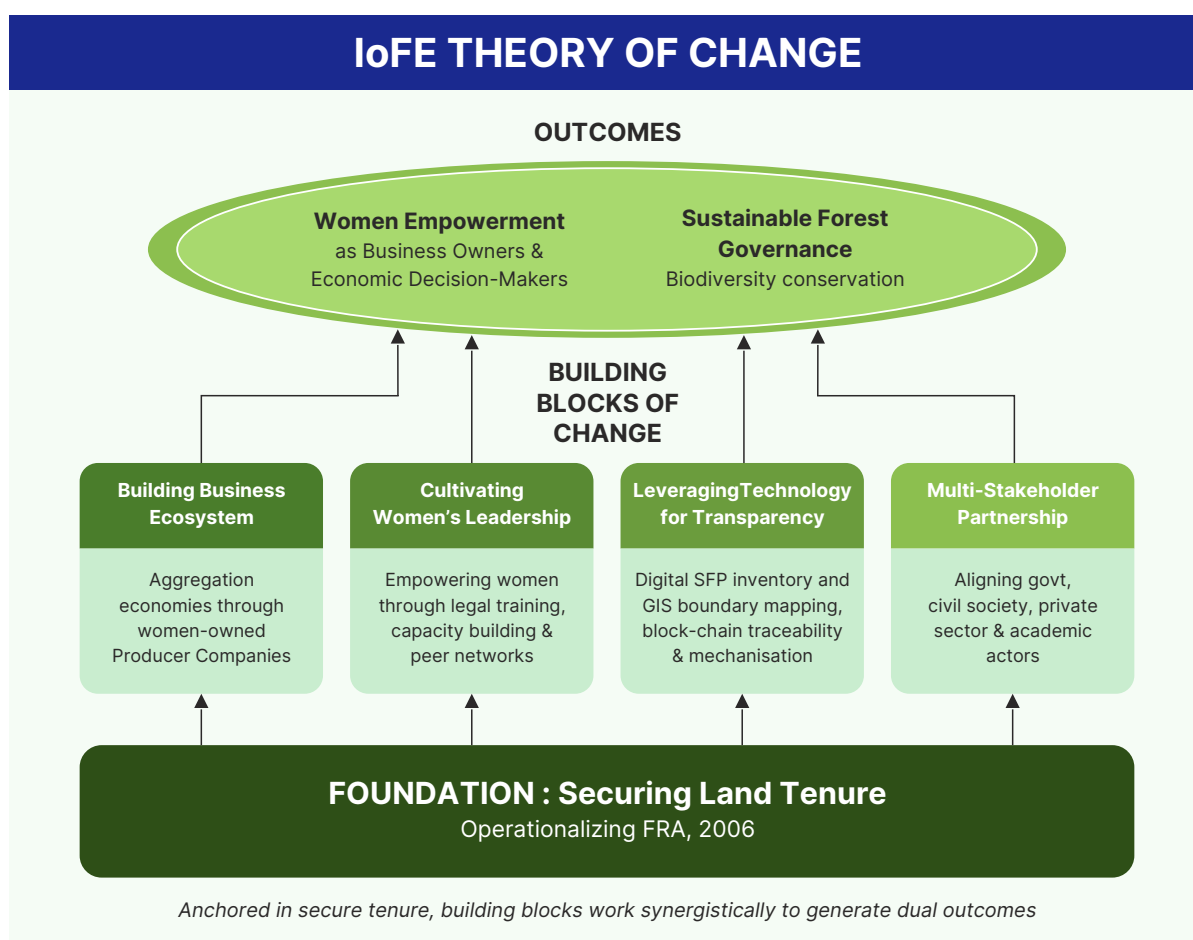 IoFE THEORY OF CHANGE
OUTCOMES
Women Empowerment
as Business Owners &
Economic Decision-Makers
Sustainable Forest
Governance
Biodiversity conservation
BUILDING
BLOCKS OF
CHANGE
Building Business
Ecosystem
Aggregation
economies through
women-owned
Producer Companies
Cultivating
Women’s Leadership
Empowering women
through legal training,
capacity building &
peer networks
LeveragingTechnology
for Transparency
Digital SFP inventory and
GIS boundary mapping,
block-chain traceability
& mechanisation
Multi-Stakeholder
Partnership
Aligning govt,
civil society, private
sector & academic
actors
FOUNDATION : Securing Land Tenure
Operationalizing FRA, 2006
Anchored in secure tenure, building blocks work synergistically to generate dual outcomes